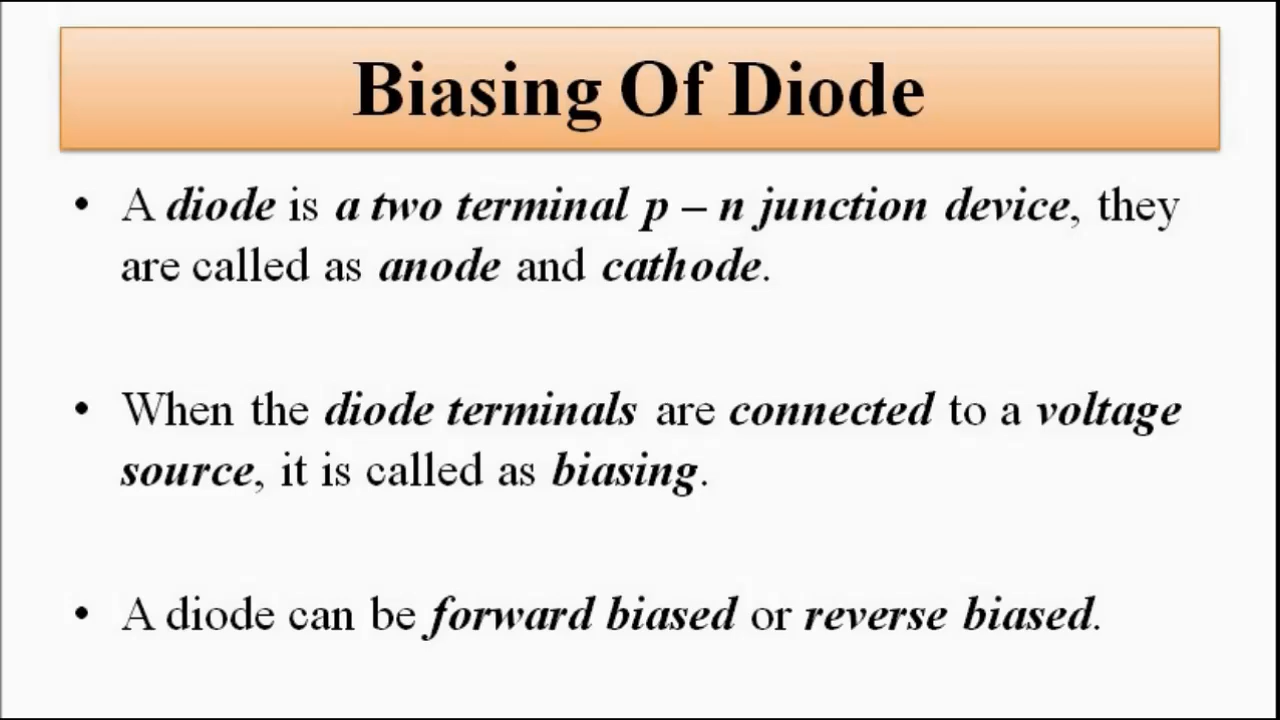 Biasing Of Diode
• A diode is a two terminal p – n junction device, they
are called as anode and cathode.
• When the diode terminals are connected to a voltage
source, it is called as biasing.
• A diode can be forward biased or reverse biased.